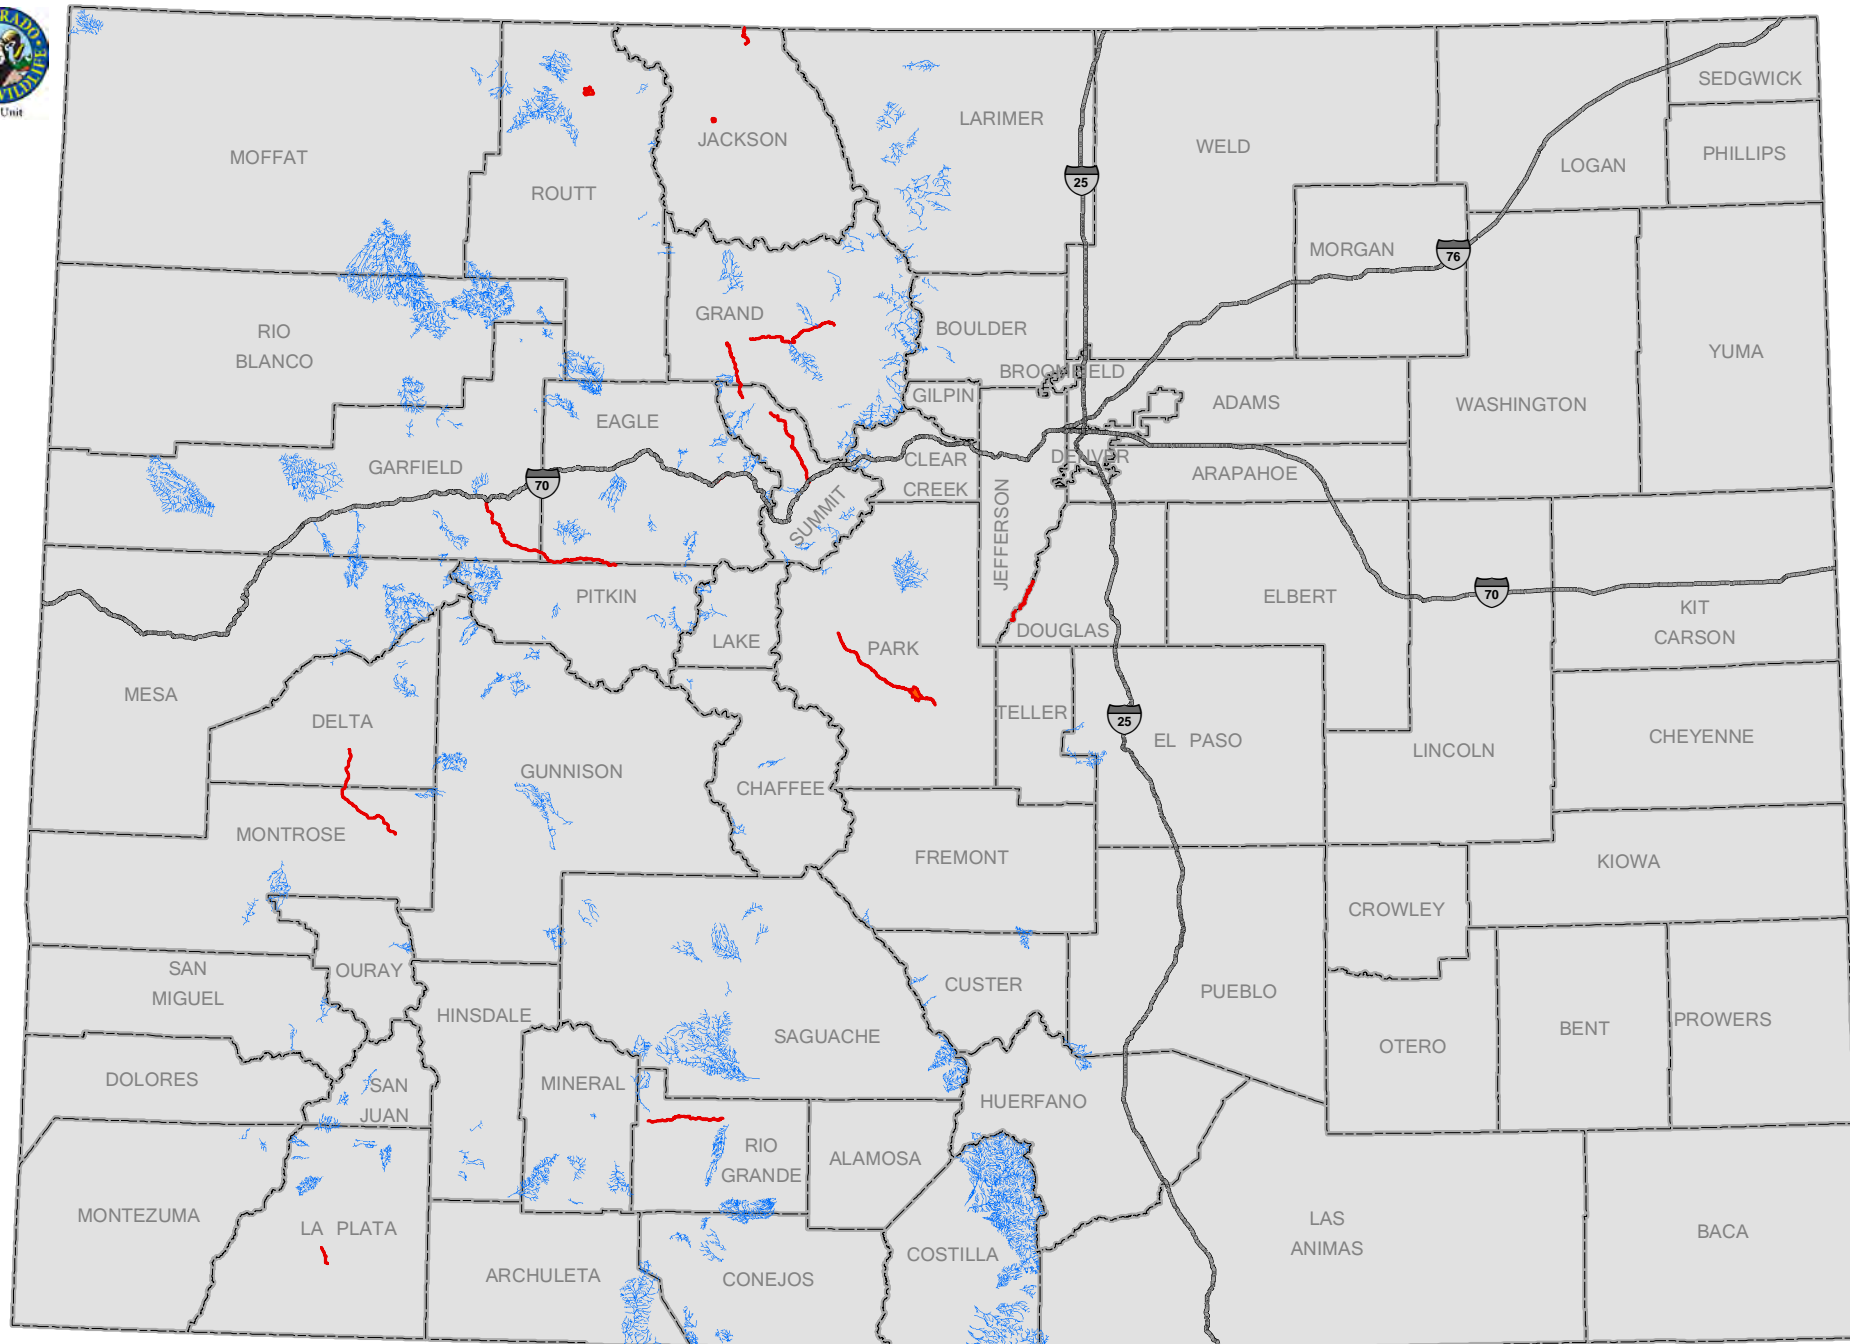 RADO
WILDLIFE
Unit
SEDGWICK
LARIMER
JACKSON
WELD
MOFFAT
PHILLIPS
LOGAN
25
ROUTT
MORGAN
76
GRAND
RIO
BLANCO
BOULDER
YUMA
BROOMFIELD
GILPIN
ADAMS
WASHINGTON
EAGLE
GARFIELD
CLEAR
CREEK
DENVER
ARAPAHOE
70
SUMMIT
JEFFERSON
PITKIN
ELBERT
70
KIT
CARSON
LAKE
PARK
DOUGLAS
MESA
DELTA
TELLER
25
EL PASO
LINCOLN
CHEYENNE
GUNNISON
CHAFFEE
MONTROSE
FREMONT
KIOWA
CROWLEY
SAN
MIGUEL
OURAY
CUSTER
PUEBLO
HINSDALE
SAGUACHE
BENT
PROWERS
OTERO
DOLORES
SAN
JUAN
MINERAL
HUERFANO
RIO
GRANDE
ALAMOSA
MONTEZUMA
LA PLATA
LAS
ANIMAS
BACA
ARCHULETA
CONEJOS
COSTILLA